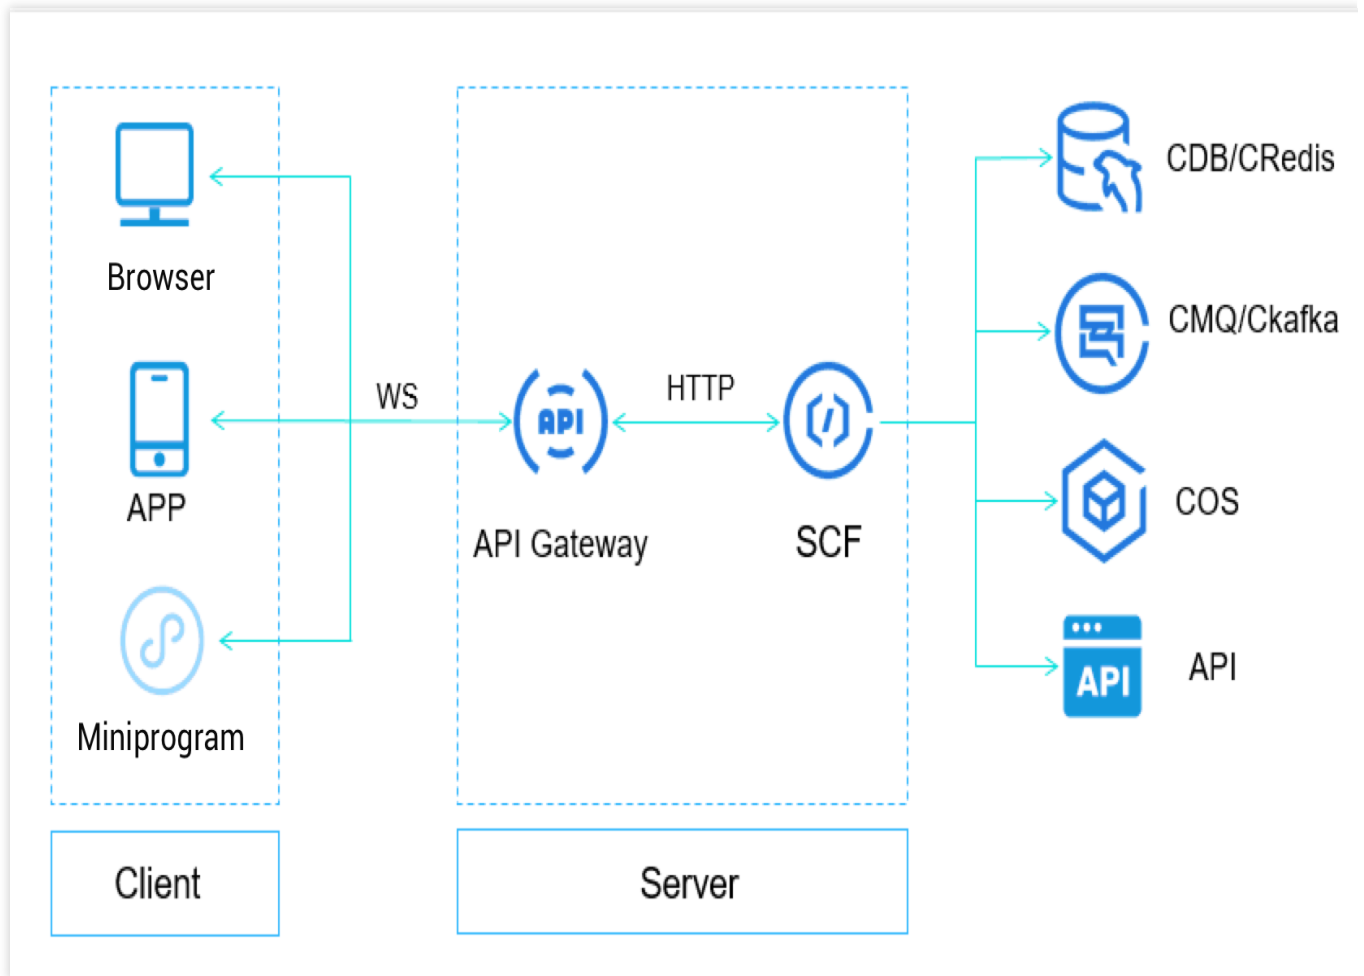 Browser
APP
Miniprogram
Client
WS
API
API Gateway
HTTP
SCF
Server
CDB/CRedis
CMQ/Ckafka
COS
API
API